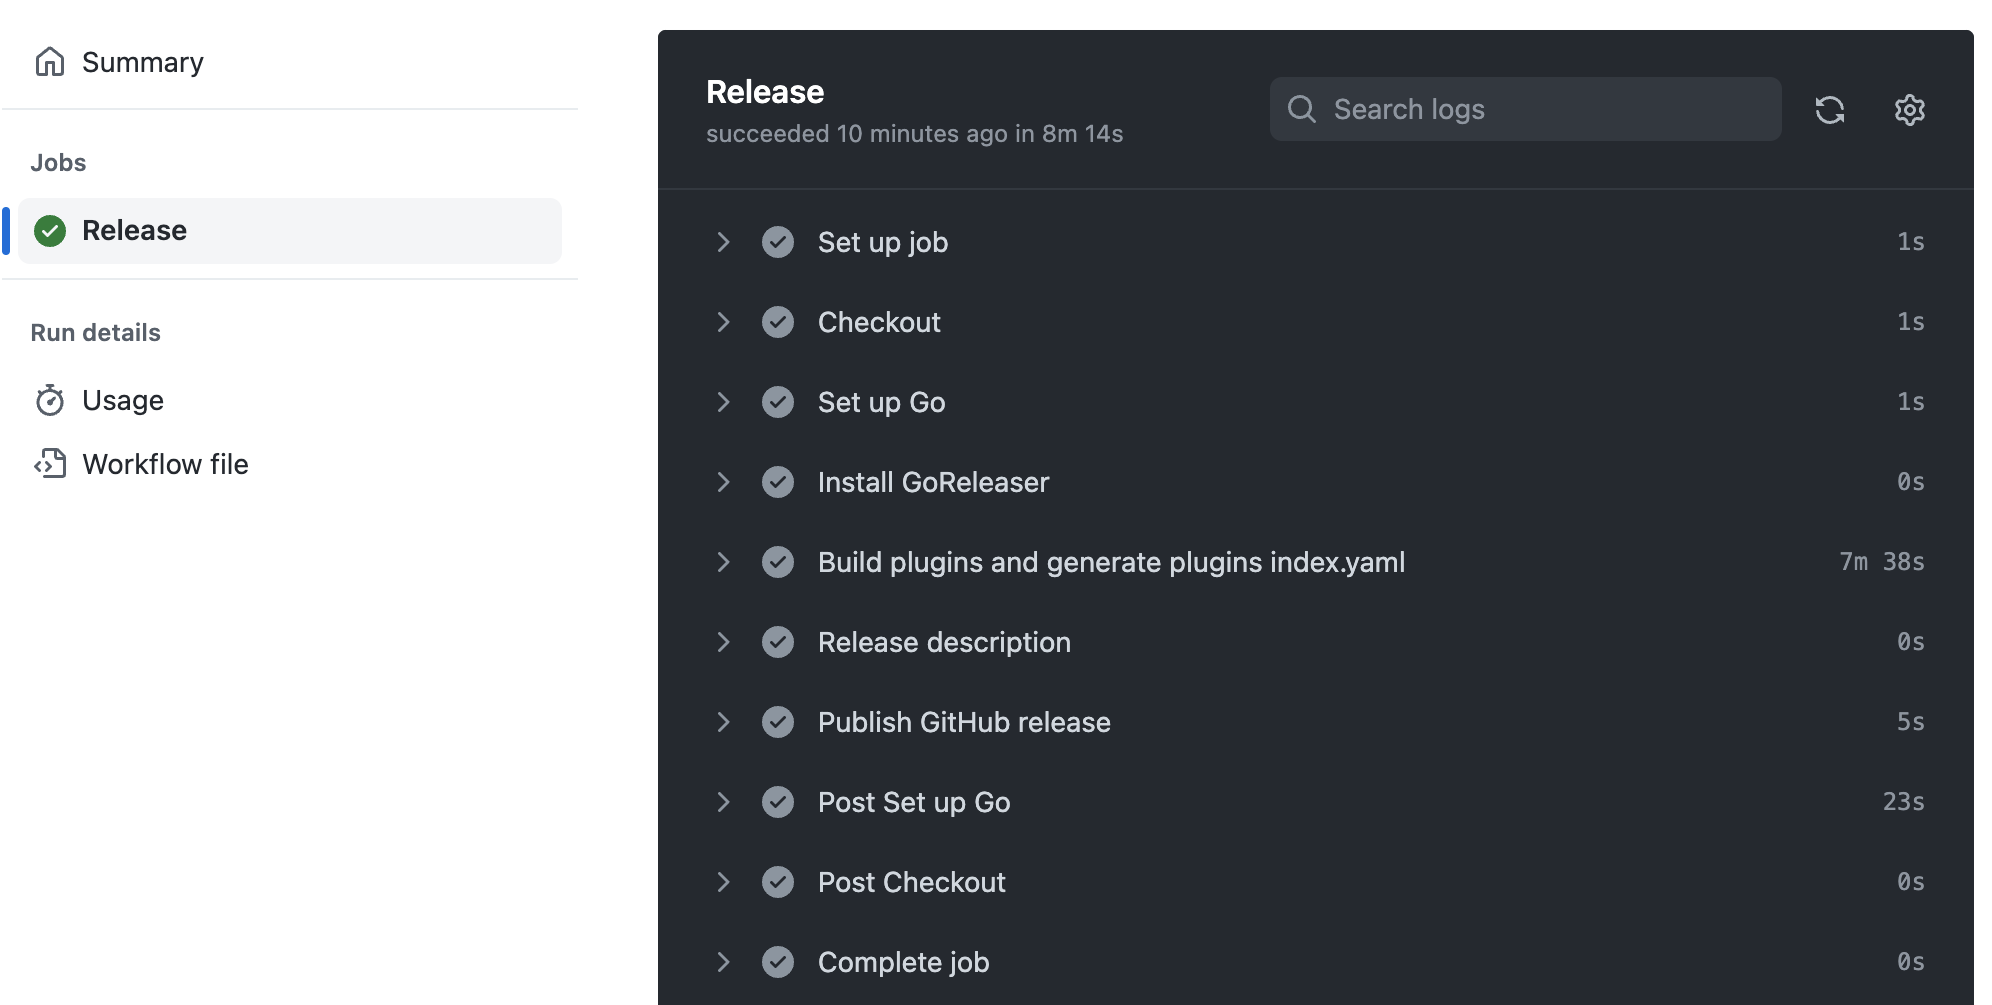 Summary
Jobs
Release
Run details
Usage
Workflow file
Release
succeeded 10 minutes ago in 8m 14s
Search logs
Set up job 1s
Checkout 1s
Set up Go 1s
Install GoReleaser 0s
Build plugins and generate plugins index.yaml 7m 38s
Release description 0s
Publish GitHub release 5s
Post Set up Go 23s
Post Checkout 0s
Complete job 0s